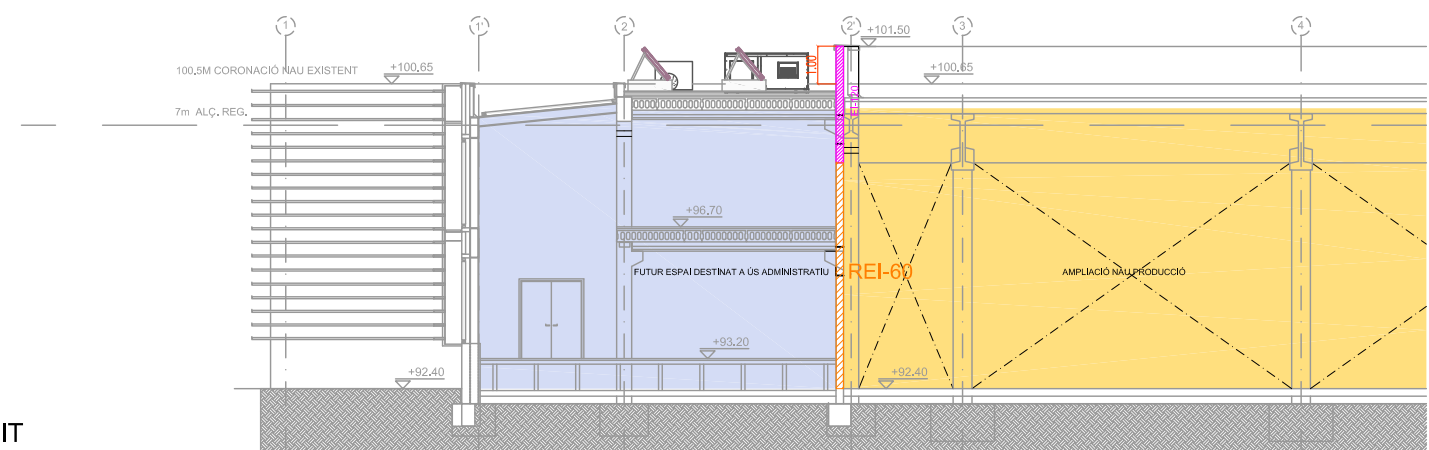 1 1' 2 2' 3 4
+101.50
100.5M CORONACIÓ NAU EXISTENT
+100.65
1.00
+100.65
7m ALÇ. REG.
+96.70
FUTUR ESPAI DESTINAT A ÚS ADMINISTRATIU
REI-60
AMPLIACIÓ NAU PRODUCCIÓ
+93.20
+92.40
+92.40
IT